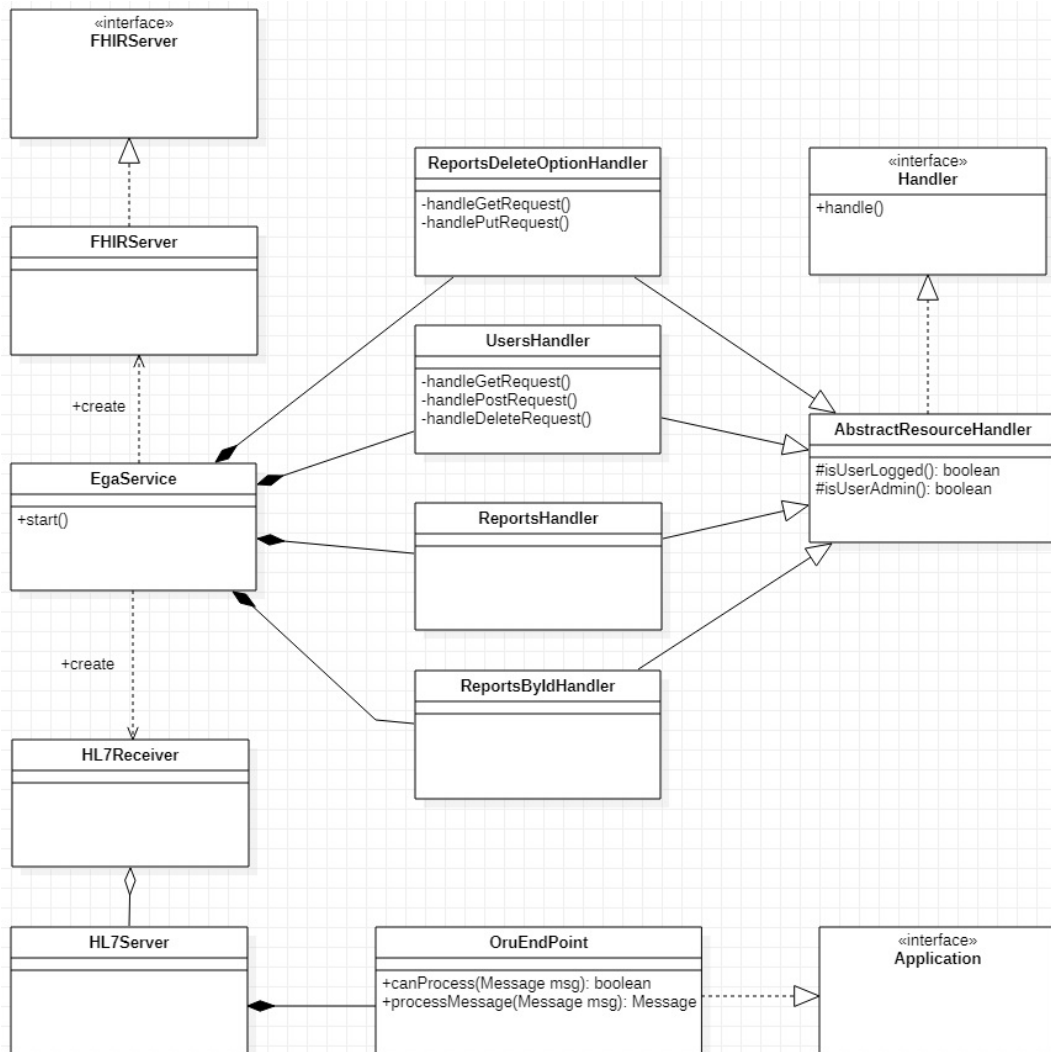 «interface»
FHIRServer
FHIRServer
+create
EgaService
+start()
+create
HL7Receiver
HL7Server
ReportsDeleteOptionHandler
-handleGetRequest()
-handlePutRequest()
UsersHandler
-handleGetRequest()
-handlePostRequest()
-handleDeleteRequest()
ReportsHandler
ReportsByIdHandler
OruEndPoint
+canProcess(Message msg): boolean
+processMessage(Message msg): Message
«interface»
Handler
+handle()
AbstractResourceHandler
#isUserLogged(): boolean
#isUserAdmin(): boolean
«interface»
Application